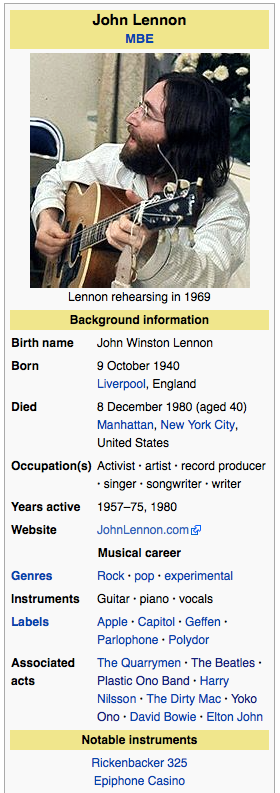 John Lennon
MBE
Lennon rehearsing in 1969
Background information
Birth name John Winston Lennon
Born 9 October 1940
Liverpool, England
Died 8 December 1980 (aged 40)
Manhattan, New York City,
United States
Occupation(s) Activist · artist · record producer
· singer · songwriter · writer
Years active 1957–75, 1980
Website JohnLennon.com
Musical career
Genres Rock · pop · experimental
Instruments Guitar · piano · vocals
Labels Apple · Capitol · Geffen ·
Parlophone · Polydor
Associated The Quarrymen · The Beatles ·
acts Plastic Ono Band · Harry
Nilsson · The Dirty Mac · Yoko
Ono · David Bowie · Elton John
Notable instruments
Rickenbacker 325
Epiphone Casino